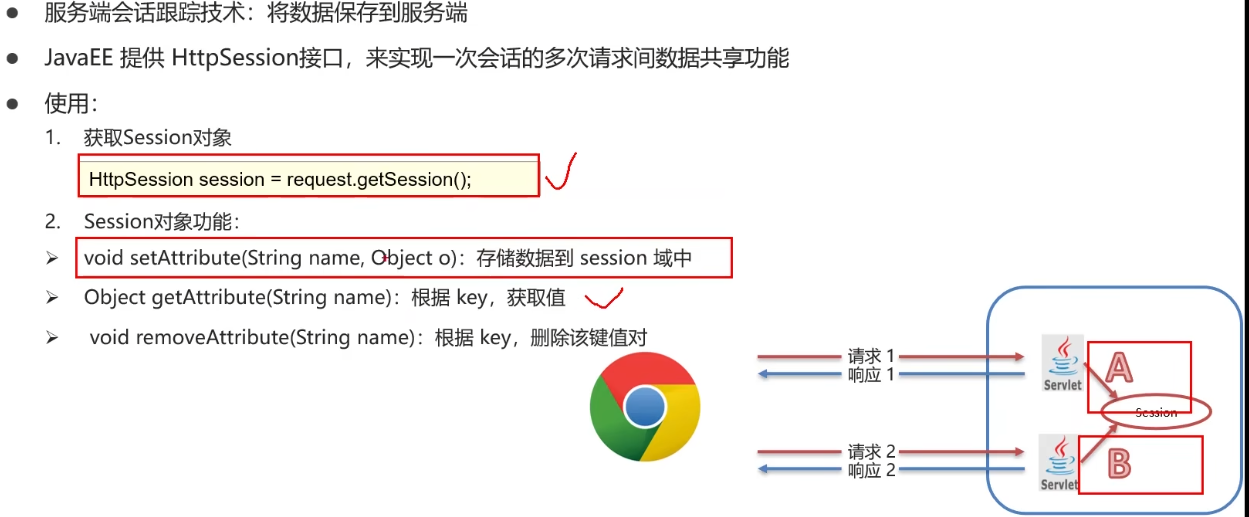 ● 服务端会话跟踪技术：将数据保存到服务端
● JavaEE 提供 HttpSession接口，来实现一次会话的多次请求间数据共享功能
● 使用：
1. 获取Session对象
HttpSession session = request.getSession();
2. Session对象功能：
➢ void setAttribute(String name, Object o)：存储数据到 session 域中
➢ Object getAttribute(String name)：根据 key，获取值
➢ void removeAttribute(String name)：根据 key，删除该键值对
请求 1
响应 1
Servlet
A
Session
请求 2
响应 2
Servlet
B